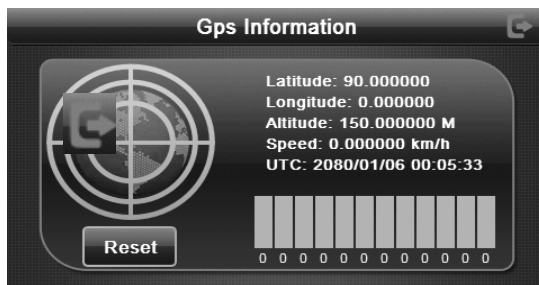 Gps Information
Latitude: 90.000000
Longitude: 0.000000
Altitude: 150.000000 M
Speed: 0.000000 km/h
UTC: 2080/01/06 00:05:33
Reset
0 0 0 0 0 0 0 0 0 0 0 0